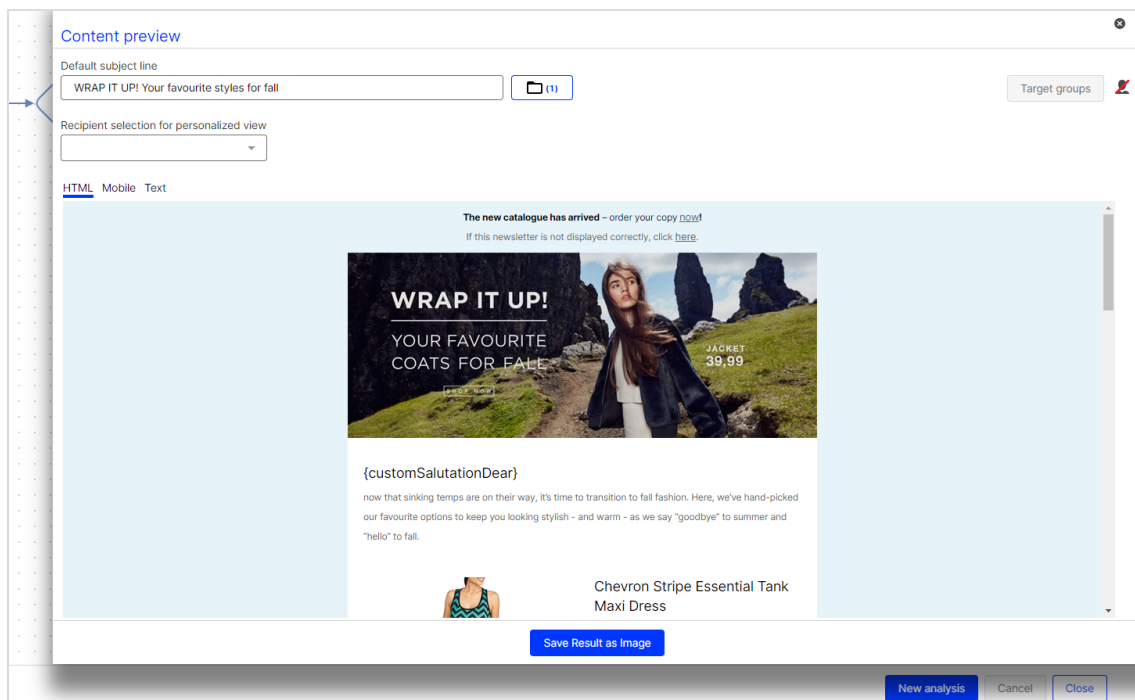 Content preview
Default subject line
WRAP IT UP! Your favourite styles for fall
(1)
Target groups
Recipient selection for personalized view
HTML Mobile Text
The new catalogue has arrived – order your copy now!
If this newsletter is not displayed correctly, click here.
WRAP IT UP!
YOUR FAVOURITE
COATS FOR FALL
SHOP NOW
JACKET
39,99
{customSalutationDear}
now that sinking temps are on their way, it's time to transition to fall fashion. Here, we've hand-picked
our favourite options to keep you looking stylish - and warm - as we say "goodbye" to summer and
"hello" to fall.
Chevron Stripe Essential Tank
Maxi Dress
Save Result as Image
New analysis Cancel Close